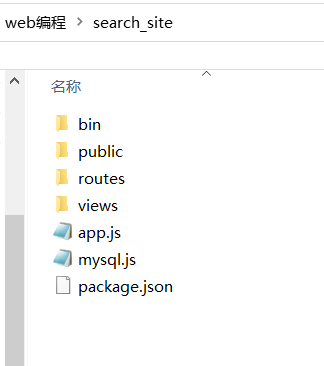 web编程 > search_site
名称
bin
public
routes
views
app.js
mysql.js
package.json